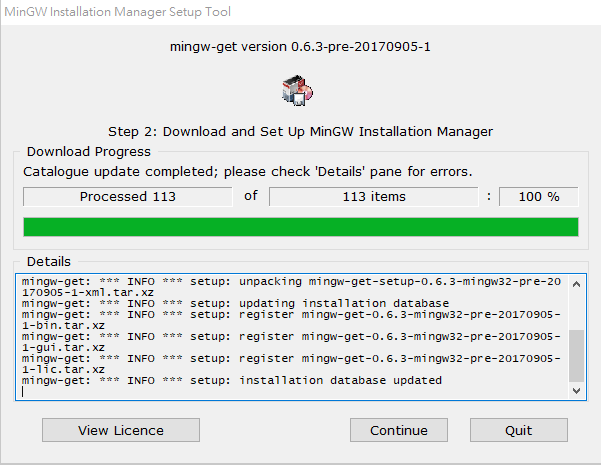 MinGW Installation Manager Setup Tool
mingw-get version 0.6.3-pre-20170905-1
Step 2: Download and Set Up MinGW Installation Manager
Download Progress
Catalogue update completed; please check 'Details' pane for errors.
Processed 113 of 113 items : 100 %
Details
mingw-get: *** INFO *** setup: unpacking mingw-get-setup-0.6.3-mingw32-pre-20
170905-1-xml.tar.xz
mingw-get: *** INFO *** setup: updating installation database
mingw-get: *** INFO *** setup: register mingw-get-0.6.3-mingw32-pre-20170905-
1-bin.tar.xz
mingw-get: *** INFO *** setup: register mingw-get-0.6.3-mingw32-pre-20170905-
1-gui.tar.xz
mingw-get: *** INFO *** setup: register mingw-get-0.6.3-mingw32-pre-20170905-
1-lic.tar.xz
mingw-get: *** INFO *** setup: installation database updated
View Licence Continue Quit